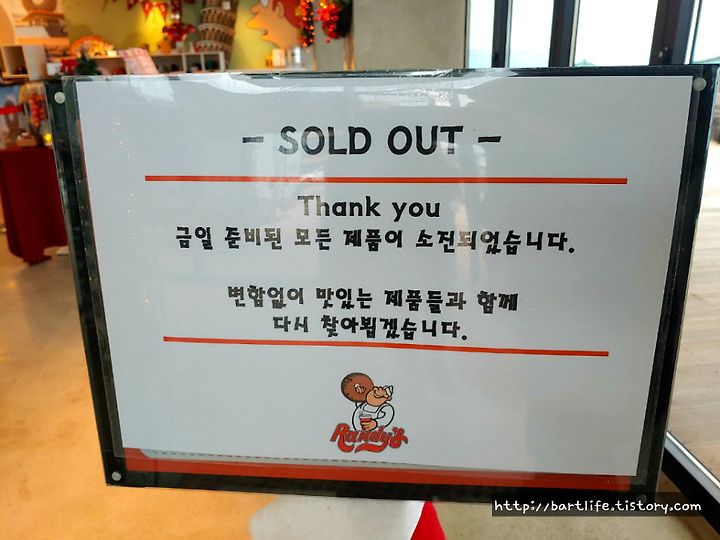 - SOLD OUT -
Thank you
금일 준비된 모든 제품이 소진되었습니다.
변함없이 맛있는 제품들과 함께
다시 찾아뵙겠습니다.
Randy's
http://bartlife.tistory.com